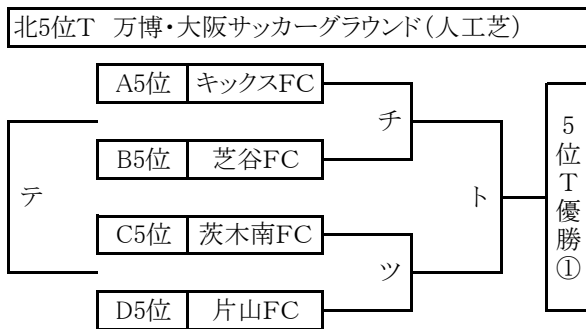 北5位T 万博・大阪サッカーグラウンド(人工芝)
A5位 キックスFC
チ
B5位 芝谷FC
テ
ト
5位T優勝①
C5位 茨木南FC
ツ
D5位 片山FC